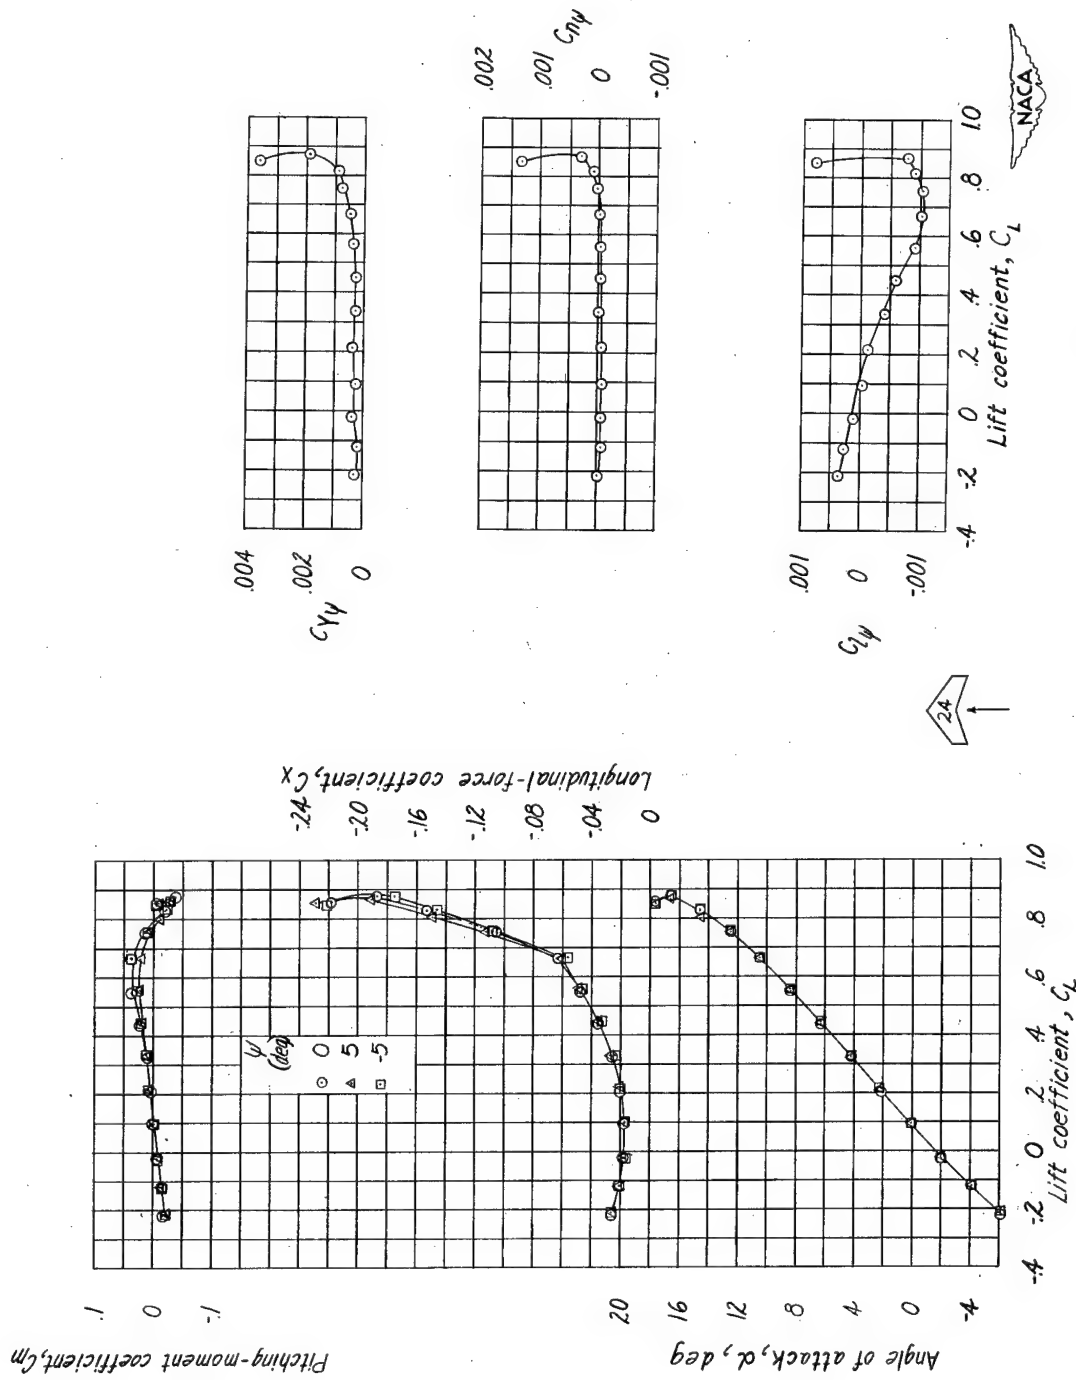 Pitching-moment coefficient, Cm
.1
0
-.1
ψ
(deg)
0
5
-5
Longitudinal-force coefficient, Cx
-.24
-.20
-.16
-.12
-.08
-.04
0
Angle of attack, α, deg
20
16
12
8
4
0
-4
-.4 -.2 0 .2 .4 .6 .8 1.0
Lift coefficient, CL
24
CYψ
.004
.002
0
Cnψ
.002
.001
0
-.001
Clψ
.001
0
-.001
-.4 -.2 0 .2 .4 .6 .8 1.0
Lift coefficient, CL
NACA